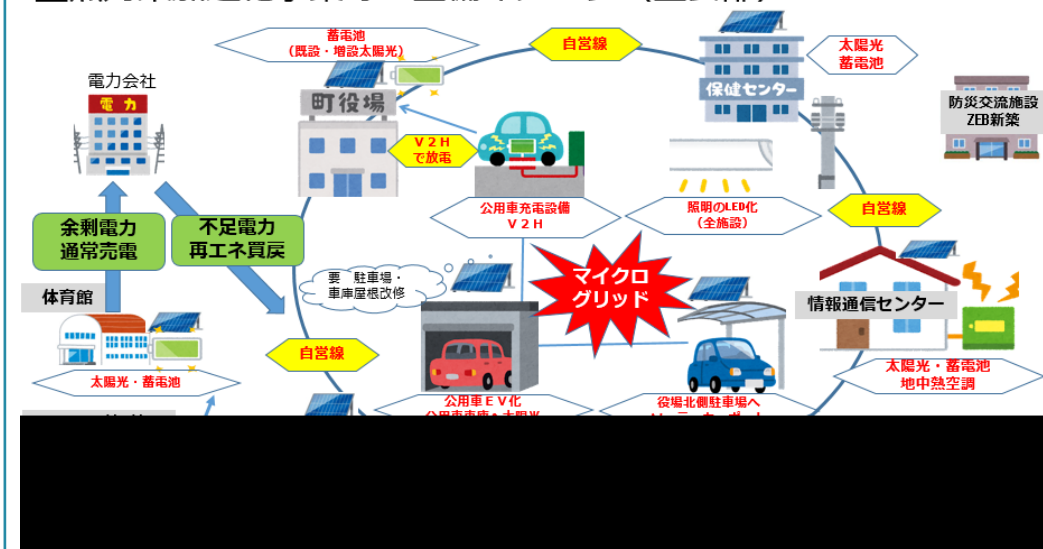 蓄電池
(既設・増設太陽光)
自営線
太陽光
蓄電池
電力会社
電力
町役場
保健センター
防災交流施設
ZEB新築
V2H
で放電
公用車充電設備
V2H
照明のLED化
(全施設)
自営線
余剰電力
通常売電
不足電力
再エネ買戻
要 駐車場・
車庫屋根改修
マイクロ
グリッド
体育館
情報通信センター
自営線
太陽光・蓄電池
太陽光・蓄電池
地中熱空調
公用車EV化
役場北側駐車場へ